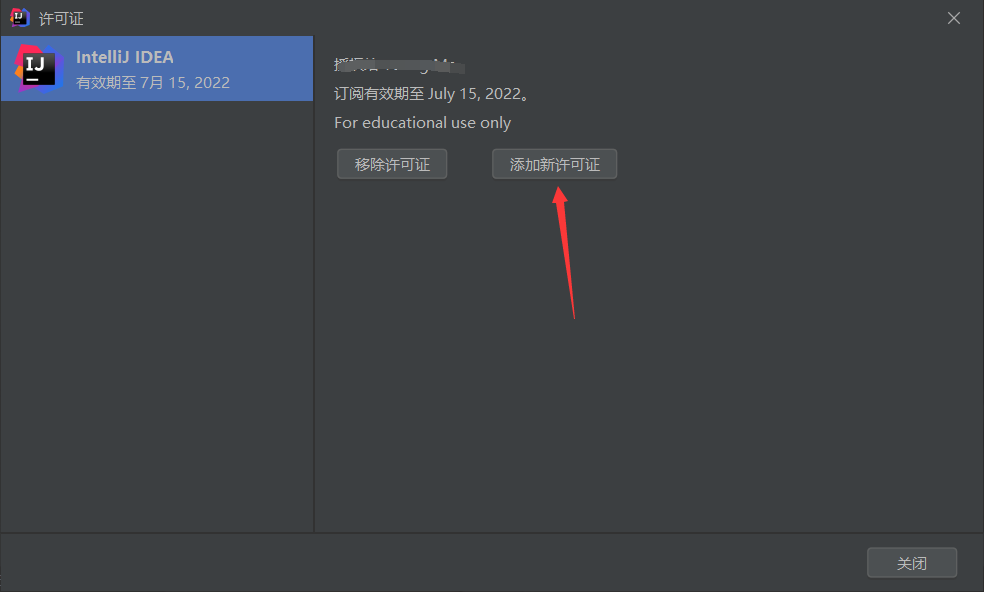 许可证
IJ
IntelliJ IDEA
有效期至 7月 15, 2022
订阅有效期至 July 15, 2022。
For educational use only
移除许可证
添加新许可证
关闭